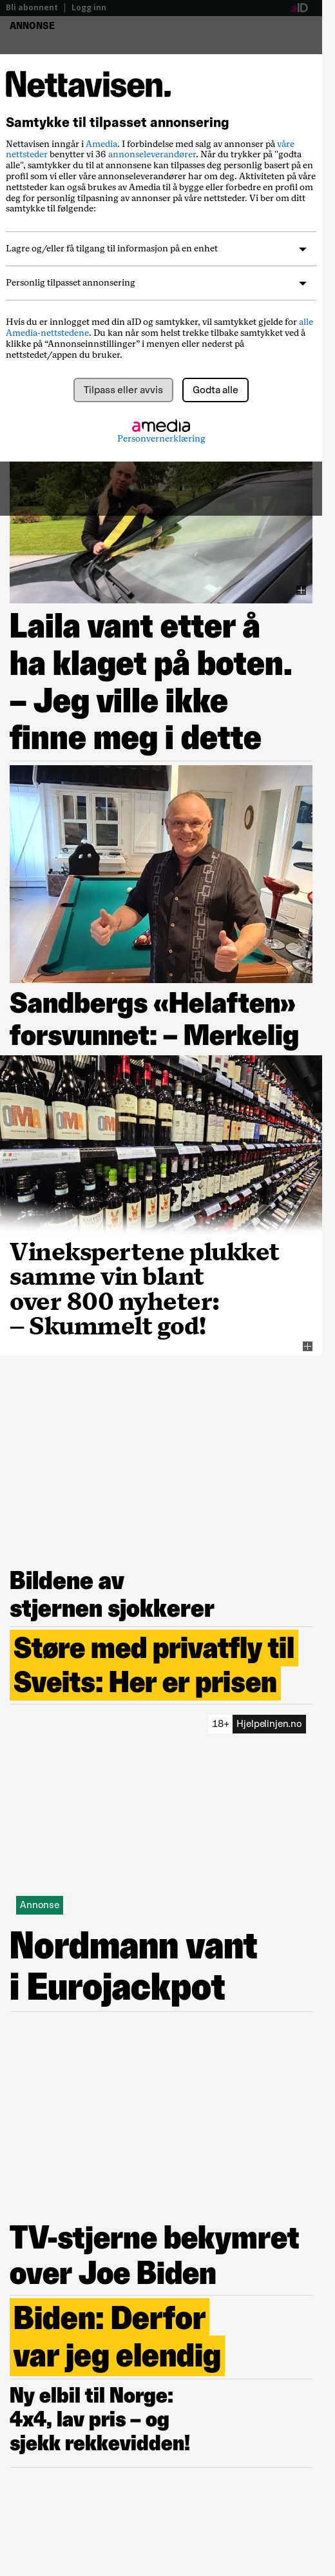 Bli abonnent | Logg inn
aID
ANNONSE
Nettavisen.
Samtykke til tilpasset annonsering
Nettavisen inngår i Amedia. I forbindelse med salg av annonser på våre
nettsteder benytter vi 36 annonseleverandører. Når du trykker på "godta
alle", samtykker du til at annonsene kan tilpasses deg personlig basert på en
profil som vi eller våre annonseleverandører har om deg. Aktiviteten på våre
nettsteder kan også brukes av Amedia til å bygge eller forbedre en profil om
deg for personlig tilpasning av annonser på våre nettsteder. Vi ber om ditt
samtykke til følgende:
Lagre og/eller få tilgang til informasjon på en enhet
Personlig tilpasset annonsering
Hvis du er innlogget med din aID og samtykker, vil samtykket gjelde for alle
Amedia-nettstedene. Du kan når som helst trekke tilbake samtykket ved å
klikke på “Annonseinnstillinger” i menyen eller nederst på
nettstedet/appen du bruker.
Tilpass eller avvis
Godta alle
amedia
Personvernerklæring
Laila vant etter å
ha klaget på boten.
– Jeg ville ikke
finne meg i dette
Sandbergs «Helaften»
forsvunnet: – Merkelig
Vinekspertene plukket
samme vin blant
over 800 nyheter:
– Skummelt god!
Bildene av
stjernen sjokkerer
Støre med privatfly til
Sveits: Her er prisen
18+ Hjelpelinjen.no
Annonse
Nordmann vant
i Eurojackpot
TV-stjerne bekymret
over Joe Biden
Biden: Derfor
var jeg elendig
Ny elbil til Norge:
4x4, lav pris – og
sjekk rekkevidden!